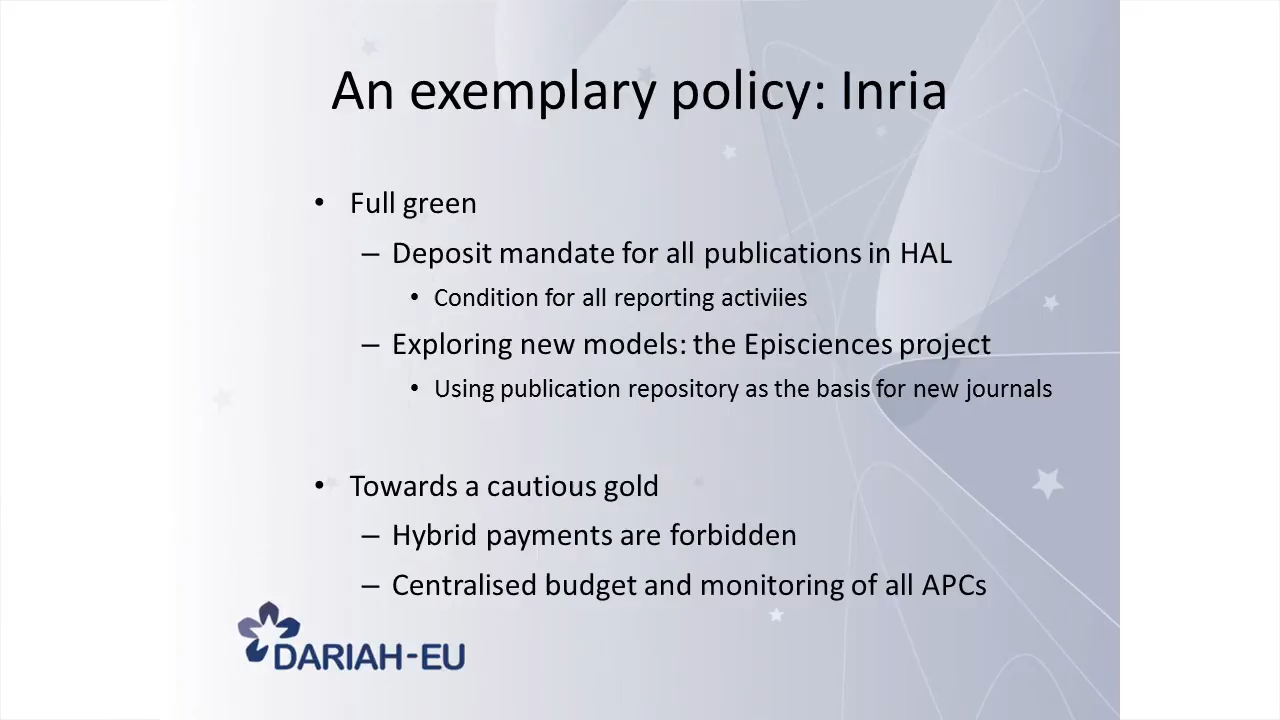 An exemplary policy: Inria
• Full green
– Deposit mandate for all publications in HAL
• Condition for all reporting activiies
– Exploring new models: the Episciences project
• Using publication repository as the basis for new journals
• Towards a cautious gold
– Hybrid payments are forbidden
– Centralised budget and monitoring of all APCs
DARIAH-EU